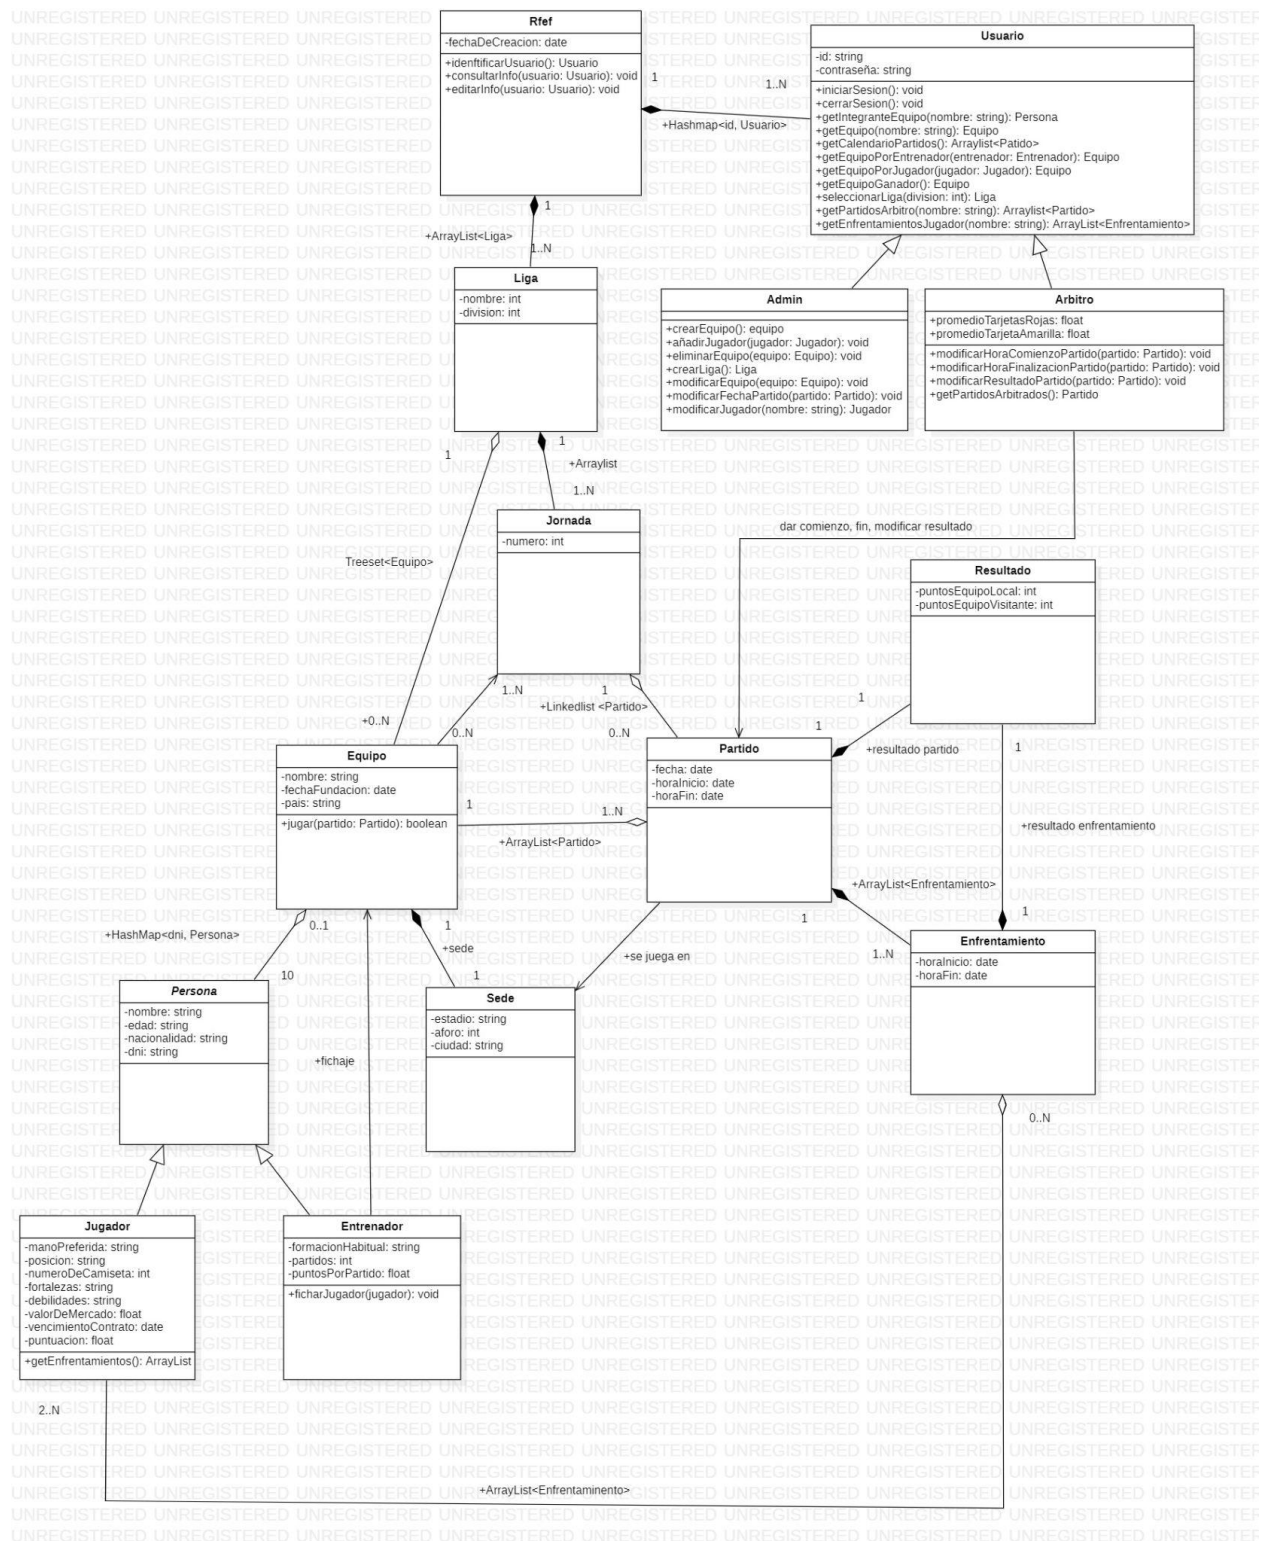 Rfef
-fechaDeCreacion: date
+idenftificarUsuario(): Usuario
+consultarInfo(usuario: Usuario): void
+editarInfo(usuario: Usuario): void
1
1..N
+Hashmap<id, Usuario>
Usuario
-id: string
-contraseña: string
+iniciarSesion(): void
+cerrarSesion(): void
+getIntegranteEquipo(nombre: string): Persona
+getEquipo(nombre: string): Equipo
+getCalendarioPartidos(): Arraylist<Patido>
+getEquipoPorEntrenador(entrenador: Entrenador): Equipo
+getEquipoPorJugador(jugador: Jugador): Equipo
+getEquipoGanador(): Equipo
+seleccionarLiga(division: int): Liga
+getPartidosArbitro(nombre: string): Arraylist<Partido>
+getEnfrentamientosJugador(nombre: string): ArrayList<Enfrentamiento>
1
+ArrayList<Liga>
1..N
Liga
-nombre: int
-division: int
Admin
+crearEquipo(): equipo
+añadirJugador(jugador: Jugador): void
+eliminarEquipo(equipo: Equipo): void
+crearLiga(): Liga
+modificarEquipo(equipo: Equipo): void
+modificarFechaPartido(partido: Partido): void
+modificarJugador(nombre: string): Jugador
Arbitro
+promedioTarjetasRojas: float
+promedioTarjetaAmarilla: float
+modificarHoraComienzoPartido(partido: Partido): void
+modificarHoraFinalizacionPartido(partido: Partido): void
+modificarResultadoPartido(partido: Partido): void
+getPartidosArbitrados(): Partido
1
1
+Arraylist
1..N
Jornada
-numero: int
dar comienzo, fin, modificar resultado
Treeset<Equipo>
Resultado
-puntosEquipoLocal: int
-puntosEquipoVisitante: int
1..N
1
+Linkedlist <Partido>
+0..N
0..N
0..N
1
1
+resultado partido
1
Equipo
-nombre: string
-fechaFundacion: date
-pais: string
+jugar(partido: Partido): boolean
1
1..N
+ArrayList<Partido>
Partido
-fecha: date
-horaInicio: date
-horaFin: date
+resultado enfrentamiento
+ArrayList<Enfrentamiento>
1
1..N
1
Enfrentamiento
-horaInicio: date
-horaFin: date
+HashMap<dni, Persona>
0..1
1
+sede
1
+se juega en
10
Persona
-nombre: string
-edad: string
-nacionalidad: string
-dni: string
Sede
-estadio: string
-aforo: int
-ciudad: string
+fichaje
0..N
Jugador
-manoPreferida: string
-posicion: string
-numeroDeCamiseta: int
-fortalezas: string
-debilidades: string
-valorDeMercado: float
-vencimientoContrato: date
-puntuacion: float
+getEnfrentamientos(): ArrayList
Entrenador
-formacionHabitual: string
-partidos: int
-puntosPorPartido: float
+ficharJugador(jugador): void
2..N
+ArrayList<Enfrentaminento>
UNREGISTERED